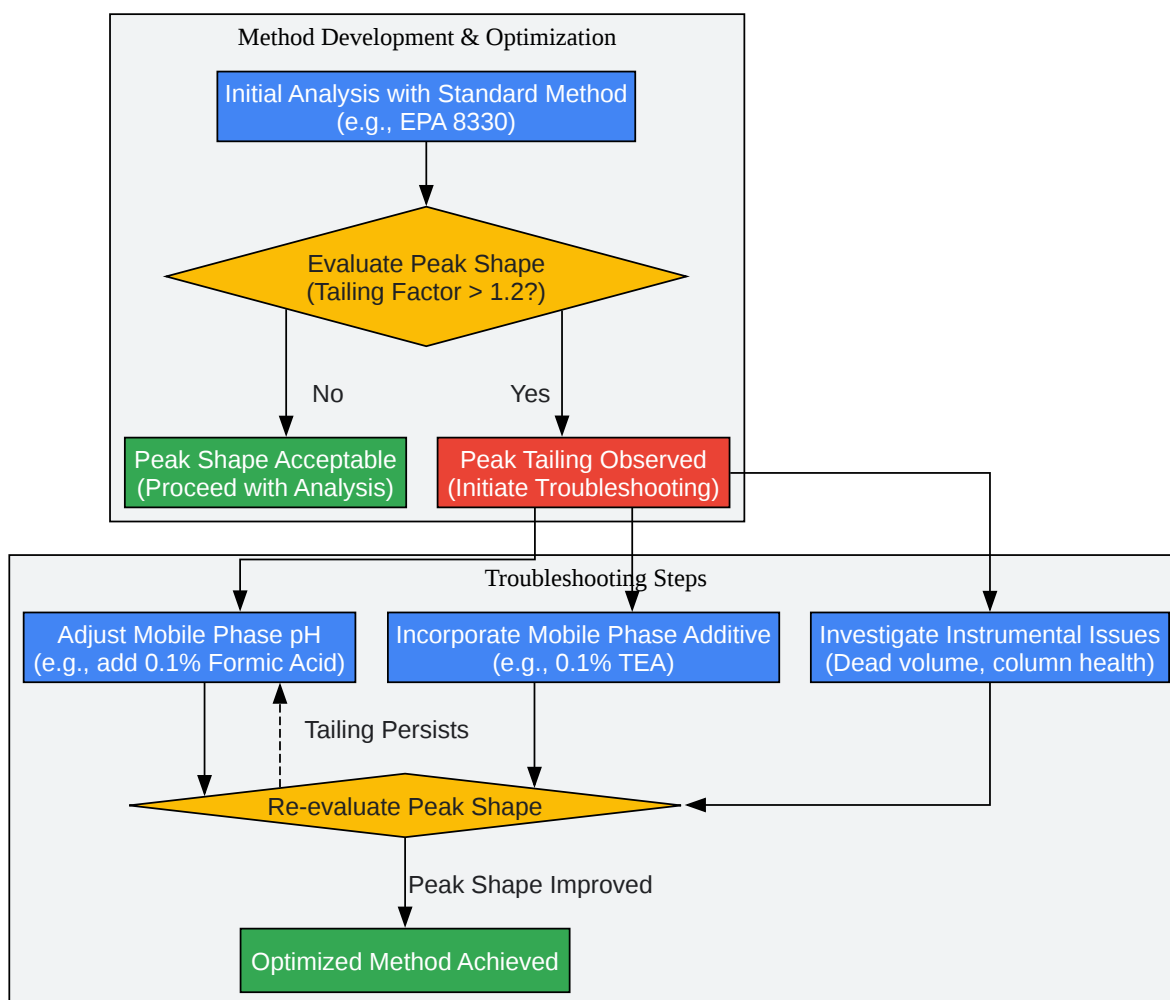 Method Development & Optimization
Initial Analysis with Standard Method
(e.g., EPA 8330)
Evaluate Peak Shape
(Tailing Factor > 1.2?)
No
Yes
Peak Shape Acceptable
(Proceed with Analysis)
Peak Tailing Observed
(Initiate Troubleshooting)
Troubleshooting Steps
Adjust Mobile Phase pH
(e.g., add 0.1% Formic Acid)
Incorporate Mobile Phase Additive
(e.g., 0.1% TEA)
Investigate Instrumental Issues
(Dead volume, column health)
Tailing Persists
Re-evaluate Peak Shape
Peak Shape Improved
Optimized Method Achieved